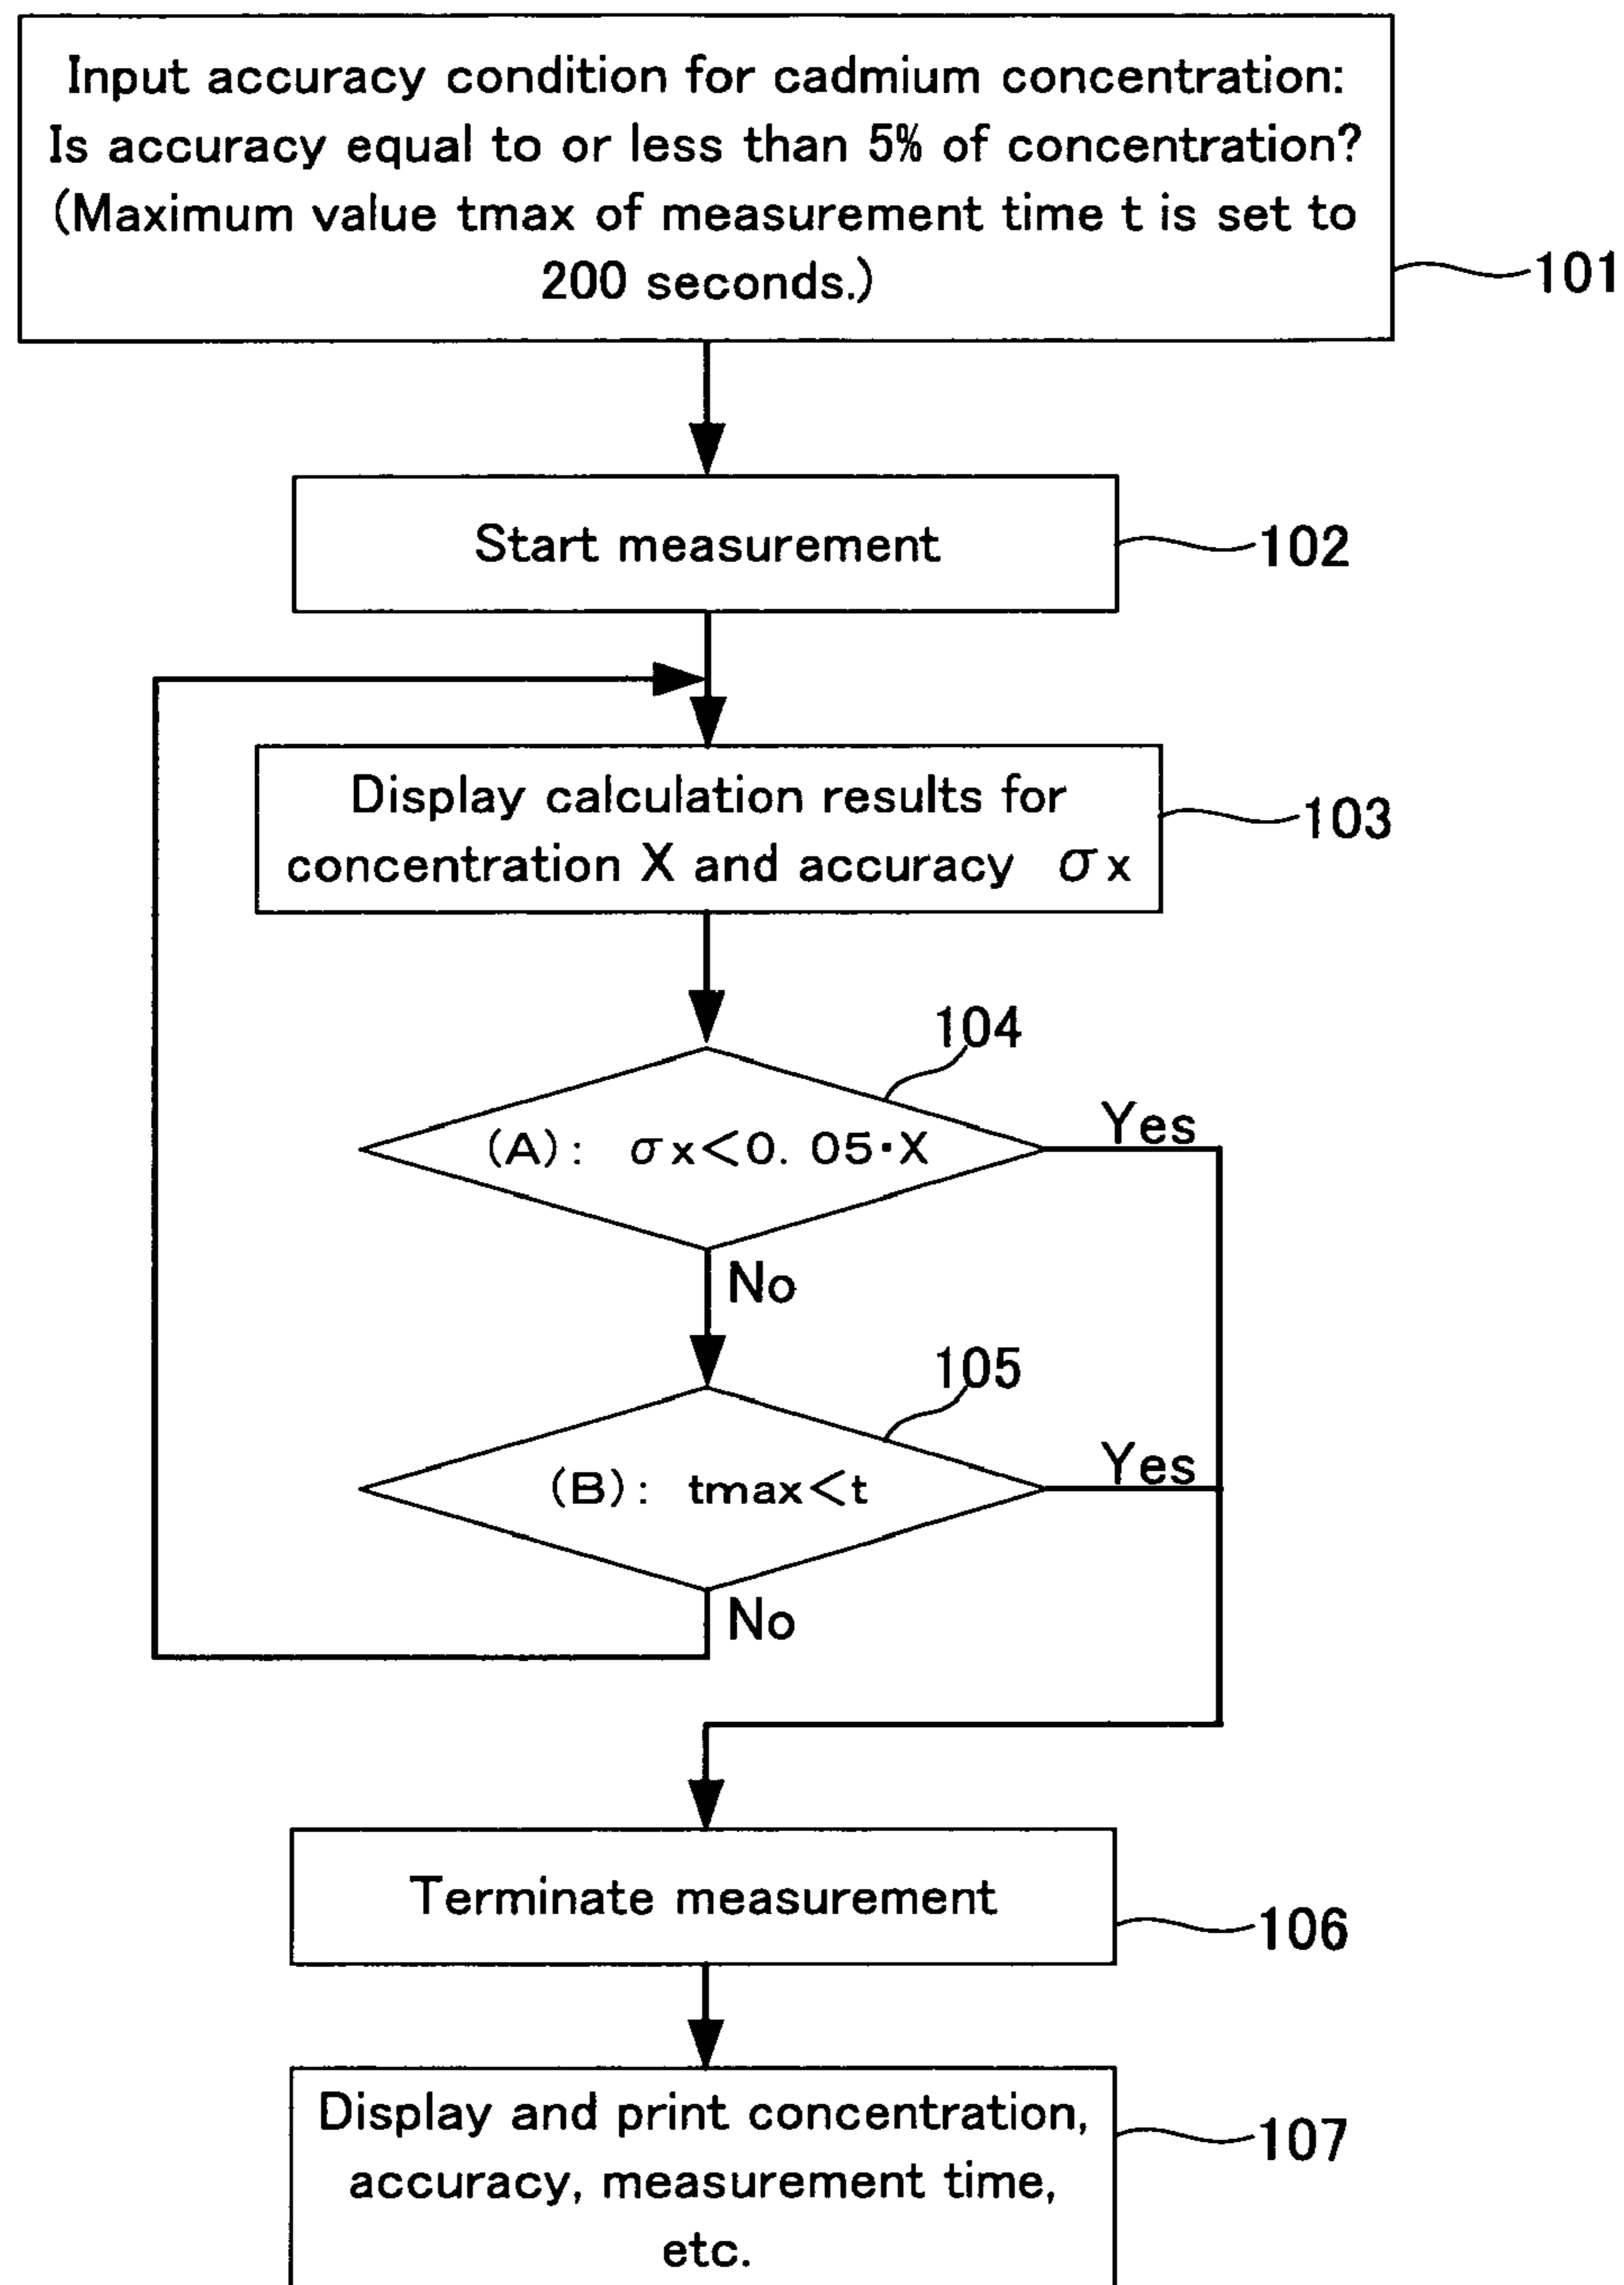 Input accuracy condition for cadmium concentration:
Is accuracy equal to or less than 5% of concentration?
(Maximum value tmax of measurement time t is set to
200 seconds.)
101
Start measurement
102
Display calculation results for
concentration X and accuracy σx
103
104
(A): σx<0.05・X
Yes
No
105
(B): tmax<t
Yes
No
Terminate measurement
106
Display and print concentration,
accuracy, measurement time,
etc.
107